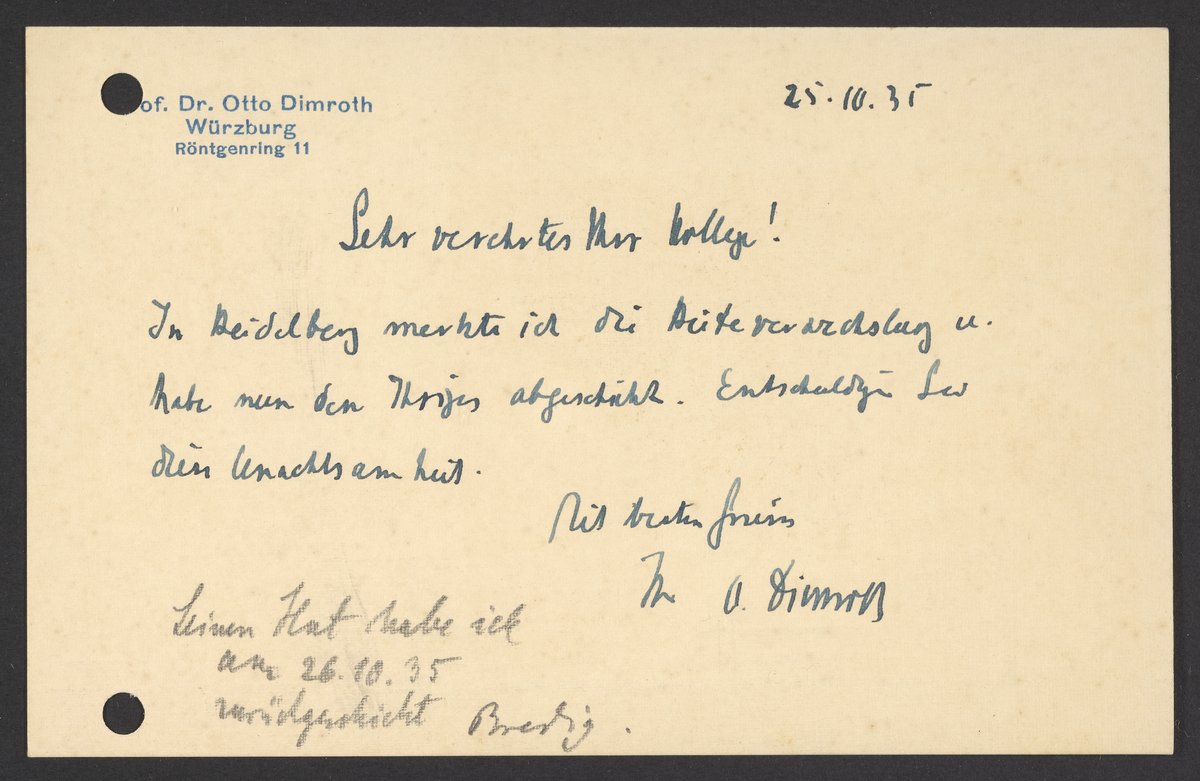 of. Dr. Otto Dimroth
Würzburg
Röntgenring 11
25.10.35
Sehr verehrter Herr Kollege!
In Heidelberg merkte ich die Hüteverwechslung u.
habe nun den Ihrigen abgeschickt. Entschuldigen Sie
diese Unachtsamkeit.
Mit besten Grüssen
Ihr O. Dimroth
Seinen Hut habe ich
am 26.10.35
zurückgeschickt Bredig.